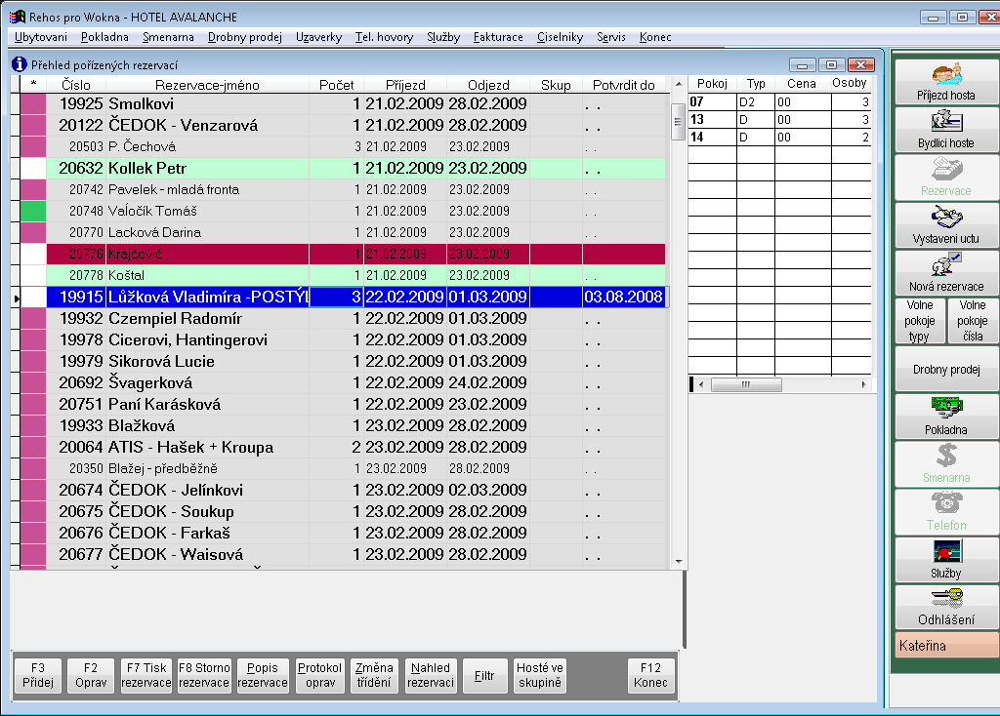 Rehos pro Wokna - HOTEL AVALANCHE
Ubytovani Pokladna Smenarna Drobny prodej Uzaverky Tel. hovory Služby Fakturace Ciselniky Servis Konec
Přehled pořízených rezervací
* Číslo Rezervace-jméno Počet Příjezd Odjezd Skup Potvrdit do
19925 Smolkovi 1 21.02.2009 28.02.2009 . .
20122 ČEDOK - Venzarová 1 21.02.2009 28.02.2009 . .
20503 P. Čechová 3 21.02.2009 23.02.2009 . .
20632 Kollek Petr 1 21.02.2009 23.02.2009 . .
20742 Pavelek - mladá fronta 1 21.02.2009 23.02.2009 . .
20748 Vaĺočík Tomáš 1 21.02.2009 23.02.2009 . .
20770 Lacková Darina 1 21.02.2009 23.02.2009 . .
20776 Krajčovič 1 21.02.2009 23.02.2009 . .
20778 Koštal 1 21.02.2009 23.02.2009 . .
19915 Lůžková Vladimíra -POSTÝL 3 22.02.2009 01.03.2009 03.08.2008
19932 Czempiel Radomír 1 22.02.2009 01.03.2009 . .
19978 Cicerovi, Hantingerovi 1 22.02.2009 01.03.2009 . .
19979 Sikorová Lucie 1 22.02.2009 01.03.2009 . .
20692 Švagerková 1 22.02.2009 24.02.2009 . .
20751 Paní Karásková 1 22.02.2009 23.02.2009 . .
19933 Blažková 1 23.02.2009 28.02.2009 . .
20064 ATIS - Hašek + Kroupa 2 23.02.2009 28.02.2009 . .
20350 Blažej - předběžně 1 23.02.2009 28.02.2009 . .
20674 ČEDOK - Jelínkovi 1 23.02.2009 02.03.2009 . .
20675 ČEDOK - Soukup 1 23.02.2009 28.02.2009 . .
20676 ČEDOK - Farkaš 1 23.02.2009 28.02.2009 . .
20677 ČEDOK - Waisová 1 23.02.2009 28.02.2009 . .
Pokoj Typ Cena Osoby
07 D2 00 3
13 D 00 3
14 D 00 2
F3 Přidej
F2 Oprav
F7 Tisk rezervace
F8 Storno rezervace
Popis rezervace
Protokol oprav
Změna třídění
Nahled rezervaci
Filtr
Hosté ve skupině
F12 Konec
Příjezd hosta
Bydlici hoste
Rezervace
Vystaveni uctu
Nová rezervace
Volne pokoje typy
Volne pokoje čísla
Drobny prodej
Pokladna
Smenarna
Telefon
Služby
Odhlášení
Kateřina